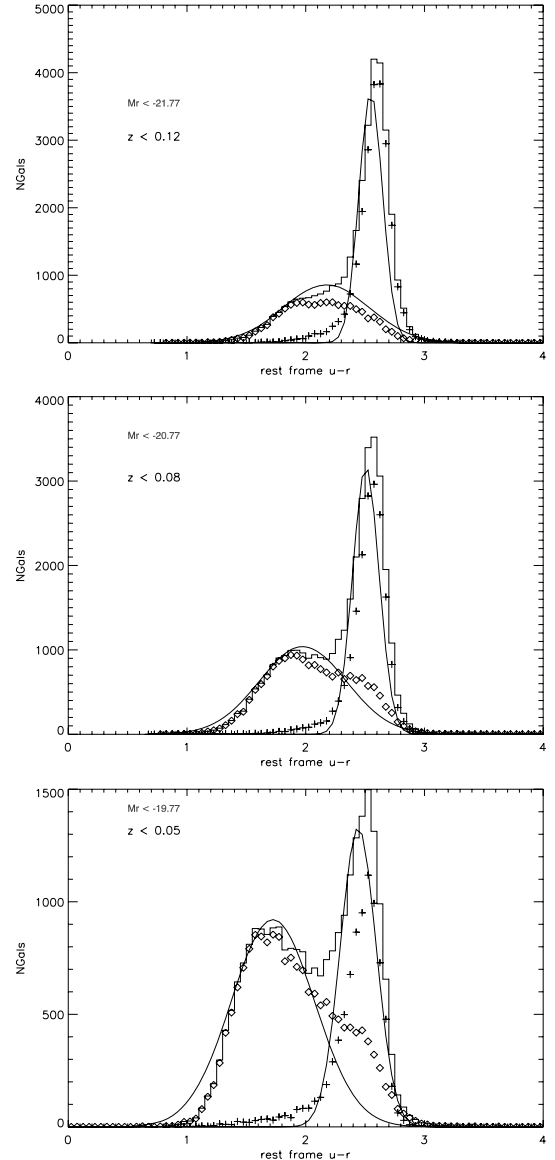 5000
4000
3000
2000
1000
0
NGals
Mr < -21.77
z < 0.12
0 1 2 3 4
rest frame u-r
4000
3000
2000
1000
0
NGals
Mr < -20.77
z < 0.08
0 1 2 3 4
rest frame u-r
1500
1000
500
0
NGals
Mr < -19.77
z < 0.05
0 1 2 3 4
rest frame u-r